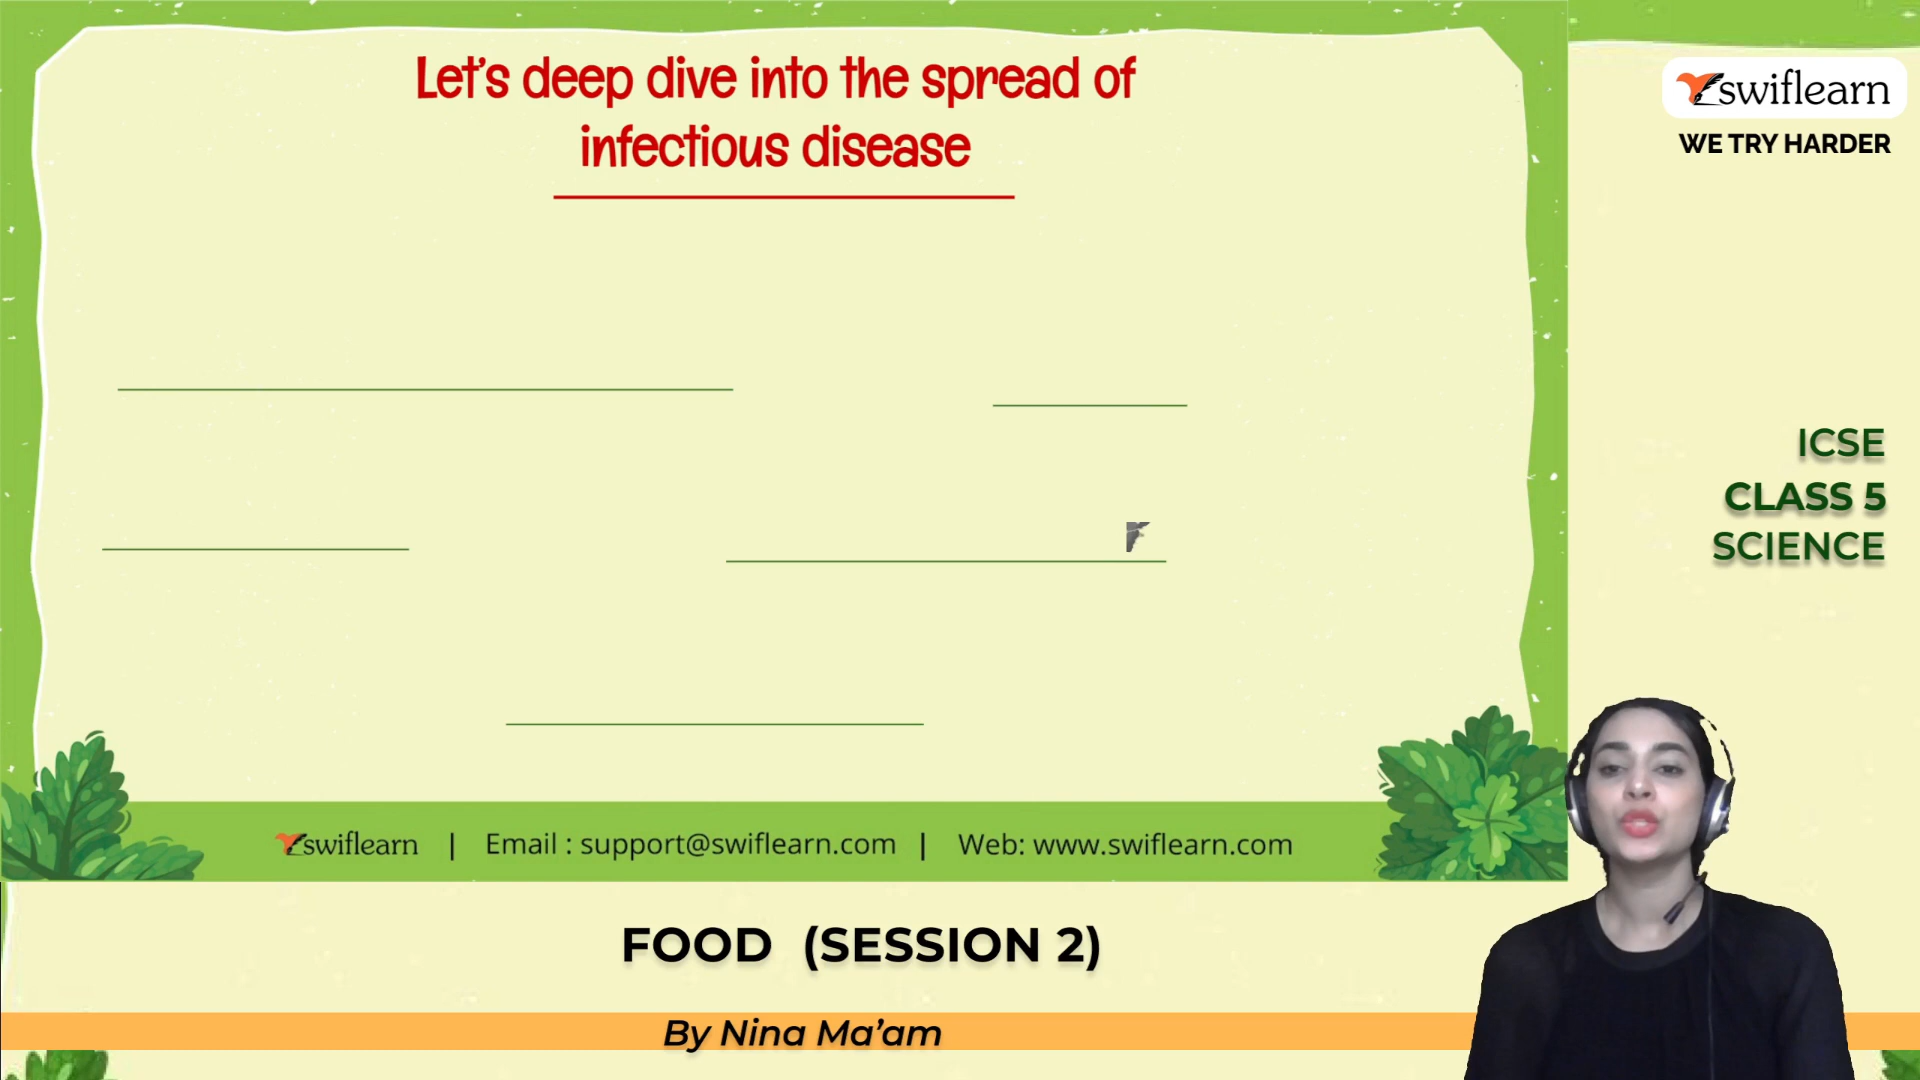 Let's deep dive into the spread of
infectious disease
swiflearn
WE TRY HARDER
ICSE
CLASS 5
SCIENCE
swiflearn | Email : support@swiflearn.com | Web: www.swiflearn.com
FOOD (SESSION 2)
By Nina Ma'am